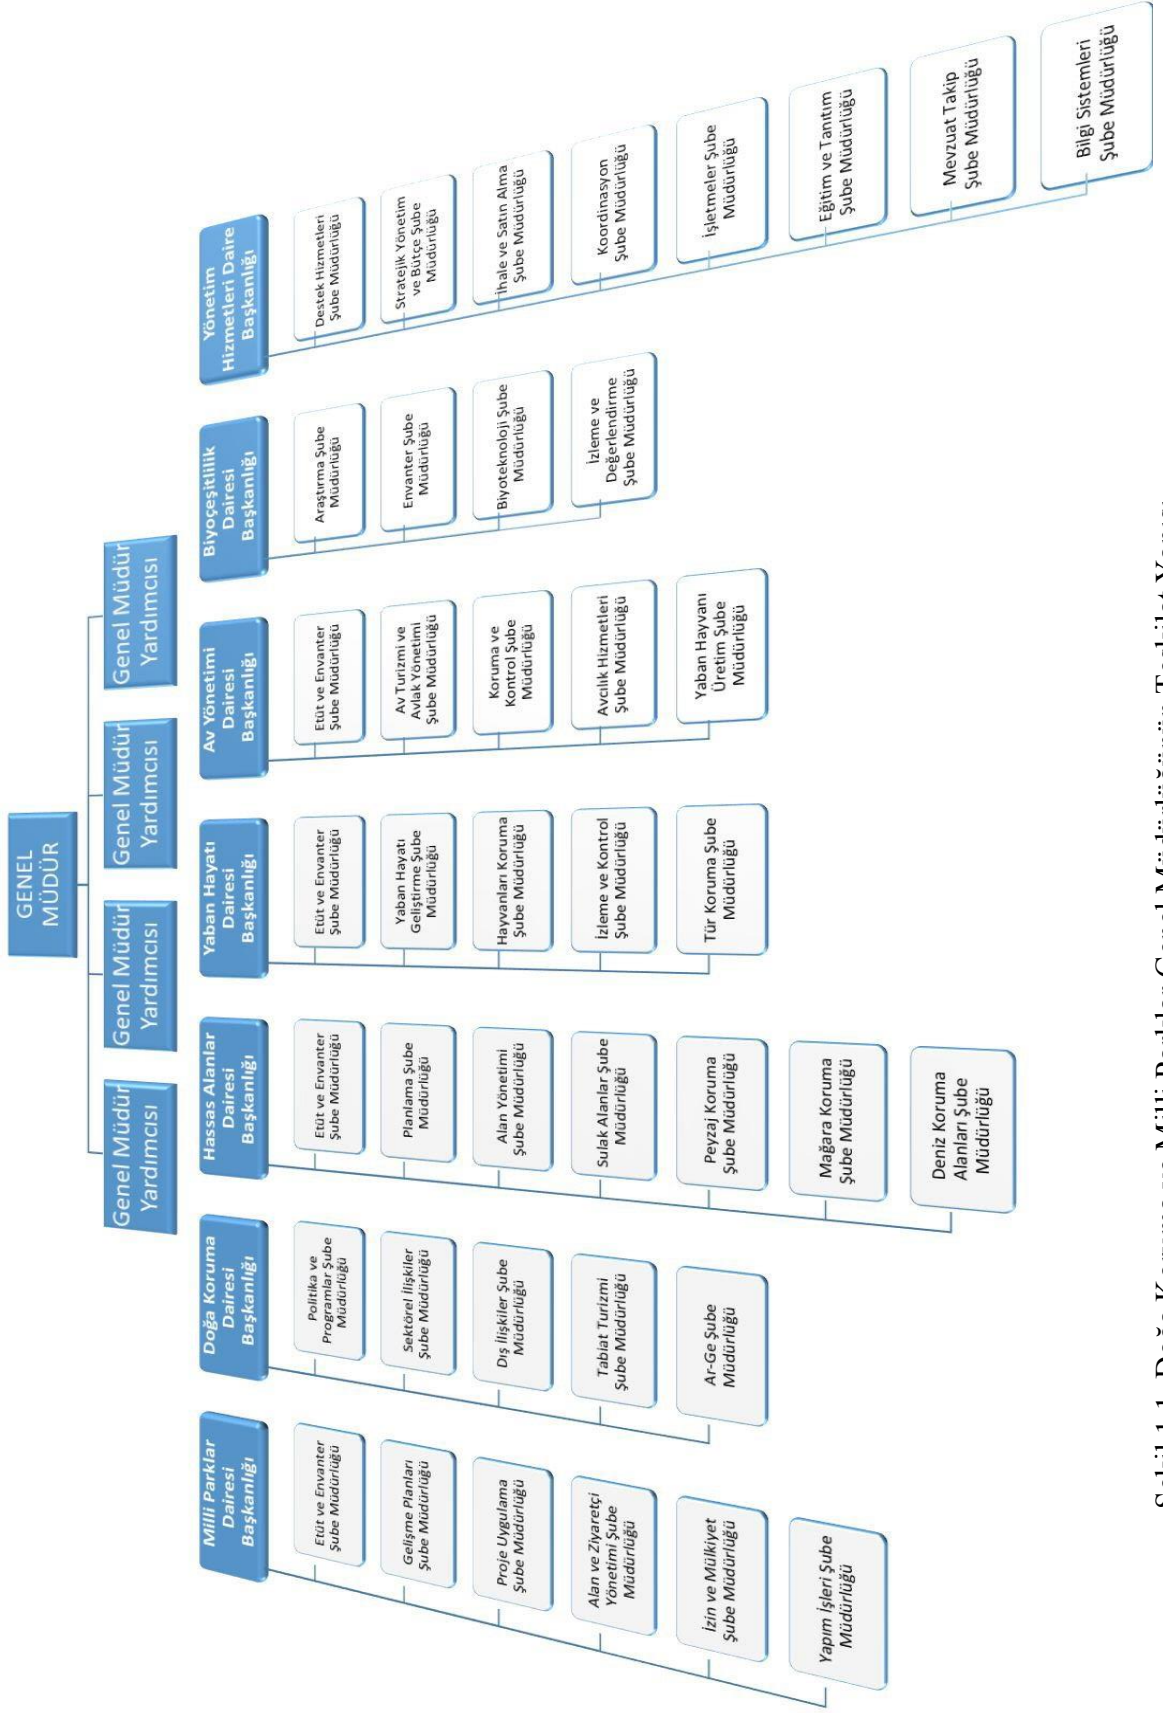 GENEL
MÜDÜR
Genel Müdür
Yardımcısı
Genel Müdür
Yardımcısı
Genel Müdür
Yardımcısı
Genel Müdür
Yardımcısı
Milli Parklar
Dairesi
Başkanlığı
Etüt ve Envanter
Şube Müdürlüğü
Gelişme Planları
Şube Müdürlüğü
Proje Uygulama
Şube Müdürlüğü
Alan ve Ziyaretçi
Yönetimi Şube
Müdürlüğü
İzin ve Mülkiyet
Şube Müdürlüğü
Yapım İşleri Şube
Müdürlüğü
Doğa Koruma
Dairesi
Başkanlığı
Politika ve
Programlar Şube
Müdürlüğü
Sektörel İlişkiler
Şube Müdürlüğü
Dış İlişkiler Şube
Müdürlüğü
Tabiat Turizmi
Şube Müdürlüğü
Ar-Ge Şube
Müdürlüğü
Hassas Alanlar
Dairesi
Başkanlığı
Etüt ve Envanter
Şube Müdürlüğü
Planlama Şube
Müdürlüğü
Alan Yönetimi
Şube Müdürlüğü
Sulak Alanlar Şube
Müdürlüğü
Peyzaj Koruma
Şube Müdürlüğü
Mağara Koruma
Şube Müdürlüğü
Deniz Koruma
Alanları Şube
Müdürlüğü
Yaban Hayatı
Dairesi
Başkanlığı
Etüt ve Envanter
Şube Müdürlüğü
Yaban Hayatı
Geliştirme Şube
Müdürlüğü
Hayvanları Koruma
Şube Müdürlüğü
İzleme ve Kontrol
Şube Müdürlüğü
Tür Koruma Şube
Müdürlüğü
Av Yönetimi
Dairesi
Başkanlığı
Etüt ve Envanter
Şube Müdürlüğü
Av Turizmi ve
Avlak Yönetimi
Şube Müdürlüğü
Koruma ve
Kontrol Şube
Müdürlüğü
Avcılık Hizmetleri
Şube Müdürlüğü
Yaban Hayvanı
Üretim Şube
Müdürlüğü
Biyoçeşitlilik
Dairesi
Başkanlığı
Araştırma Şube
Müdürlüğü
Envanter Şube
Müdürlüğü
Biyoteknoloji Şube
Müdürlüğü
İzleme ve
Değerlendirme
Şube Müdürlüğü
Yönetim
Hizmetleri Daire
Başkanlığı
Destek Hizmetleri
Şube Müdürlüğü
Stratejik Yönetim
ve Bütçe Şube
Müdürlüğü
İhale ve Satın Alma
Şube Müdürlüğü
Koordinasyon
Şube Müdürlüğü
İşletmeler Şube
Müdürlüğü
Eğitim ve Tanıtım
Şube Müdürlüğü
Mevzuat Takip
Şube Müdürlüğü
Bilgi Sistemleri
Şube Müdürlüğü
Şekil 1.1. Doğa Koruma ve Milli Parklar Genel Müdürlüğünün Teşkilat Yapısı